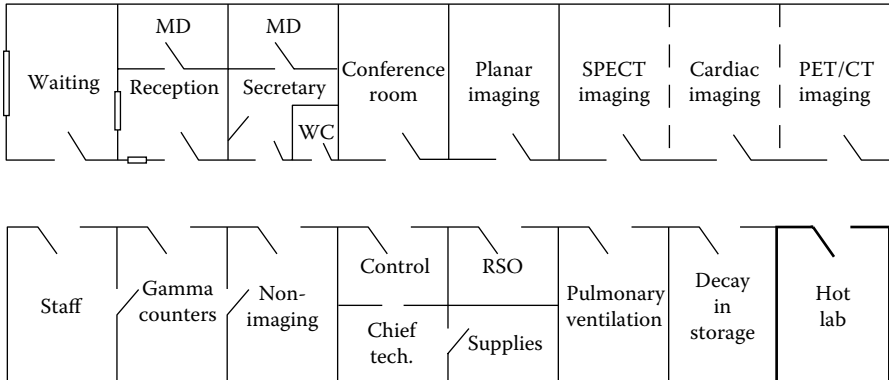 MD
MD
Waiting
Reception
Secretary
WC
Conference
room
Planar
imaging
SPECT
imaging
Cardiac
imaging
PET/CT
imaging
Staff
Gamma
counters
Non-
imaging
Control
RSO
Chief
tech.
Supplies
Pulmonary
ventilation
Decay
in
storage
Hot
lab